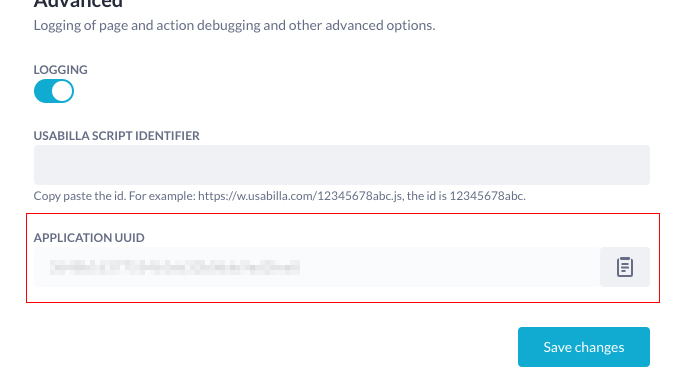 Advanced
Logging of page and action debugging and other advanced options.
LOGGING
USABILLA SCRIPT IDENTIFIER
Copy paste the id. For example: https://w.usabilla.com/12345678abc.js, the id is 12345678abc.
APPLICATION UUID
Save changes